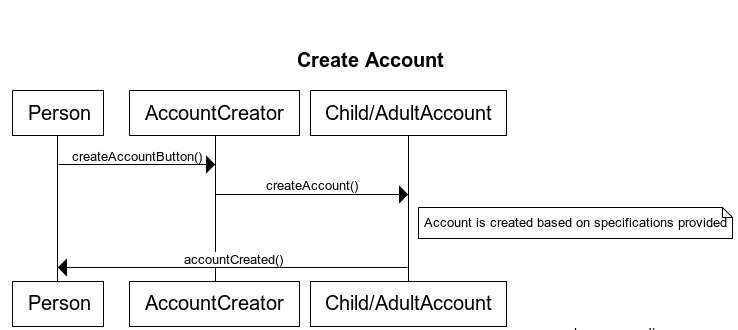 Create Account
Person
AccountCreator
Child/AdultAccount
createAccountButton()
createAccount()
Account is created based on specifications provided
accountCreated()
Person
AccountCreator
Child/AdultAccount